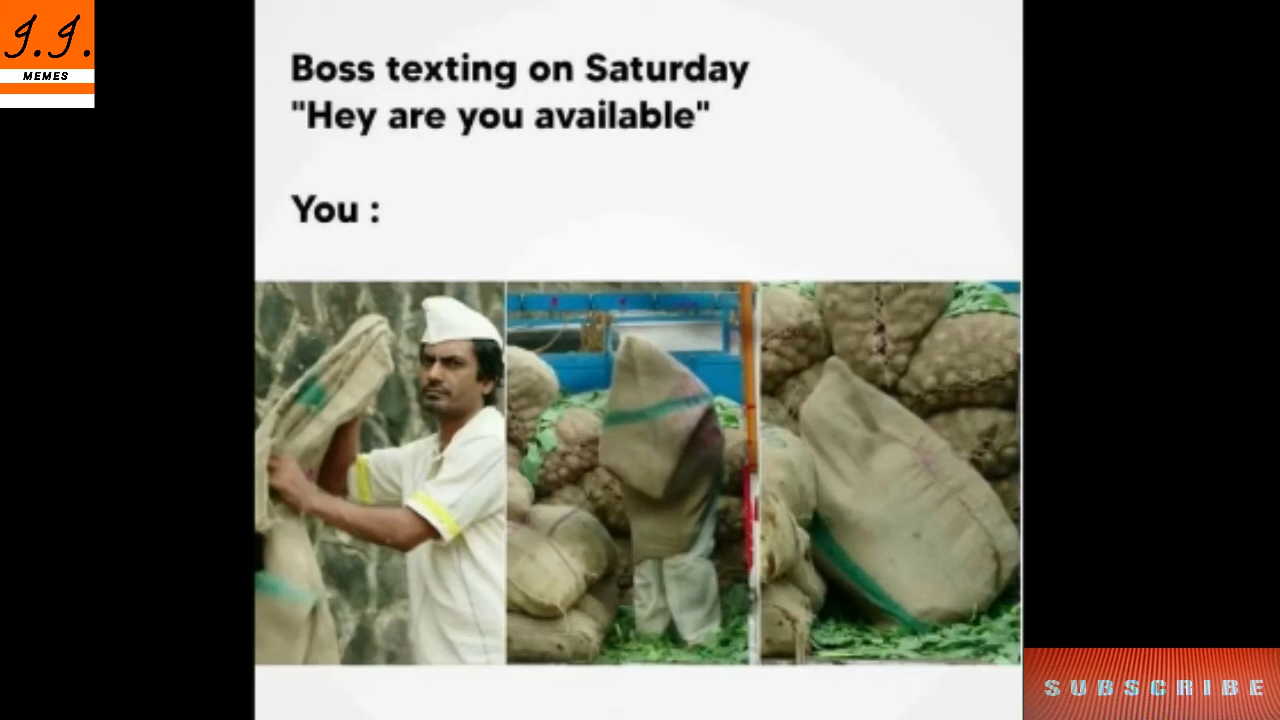 J.J.
MEMES
Boss texting on Saturday
"Hey are you available"
You :
SUBSCRIBE